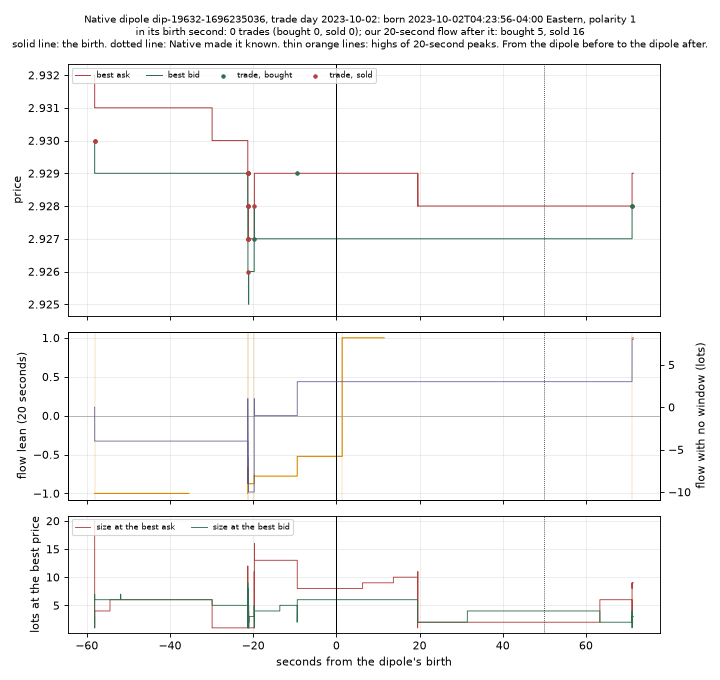 Native dipole dip-19632-1696235036, trade day 2023-10-02: born 2023-10-02T04:23:56-04:00 Eastern, polarity 1
in its birth second: 0 trades (bought 0, sold 0); our 20-second flow after it: bought 5, sold 16
solid line: the birth. dotted line: Native made it known. thin orange lines: highs of 20-second peaks. From the dipole before to the dipole after.
best ask
best bid
trade, bought
trade, sold
2.932
2.931
2.930
2.929
2.928
2.927
2.926
2.925
price
1.0
0.5
0.0
−0.5
−1.0
flow lean (20 seconds)
5
0
−5
−10
flow with no window (lots)
size at the best ask
size at the best bid
20
15
10
5
lots at the best price
−60
−40
−20
0
20
40
60
seconds from the dipole's birth